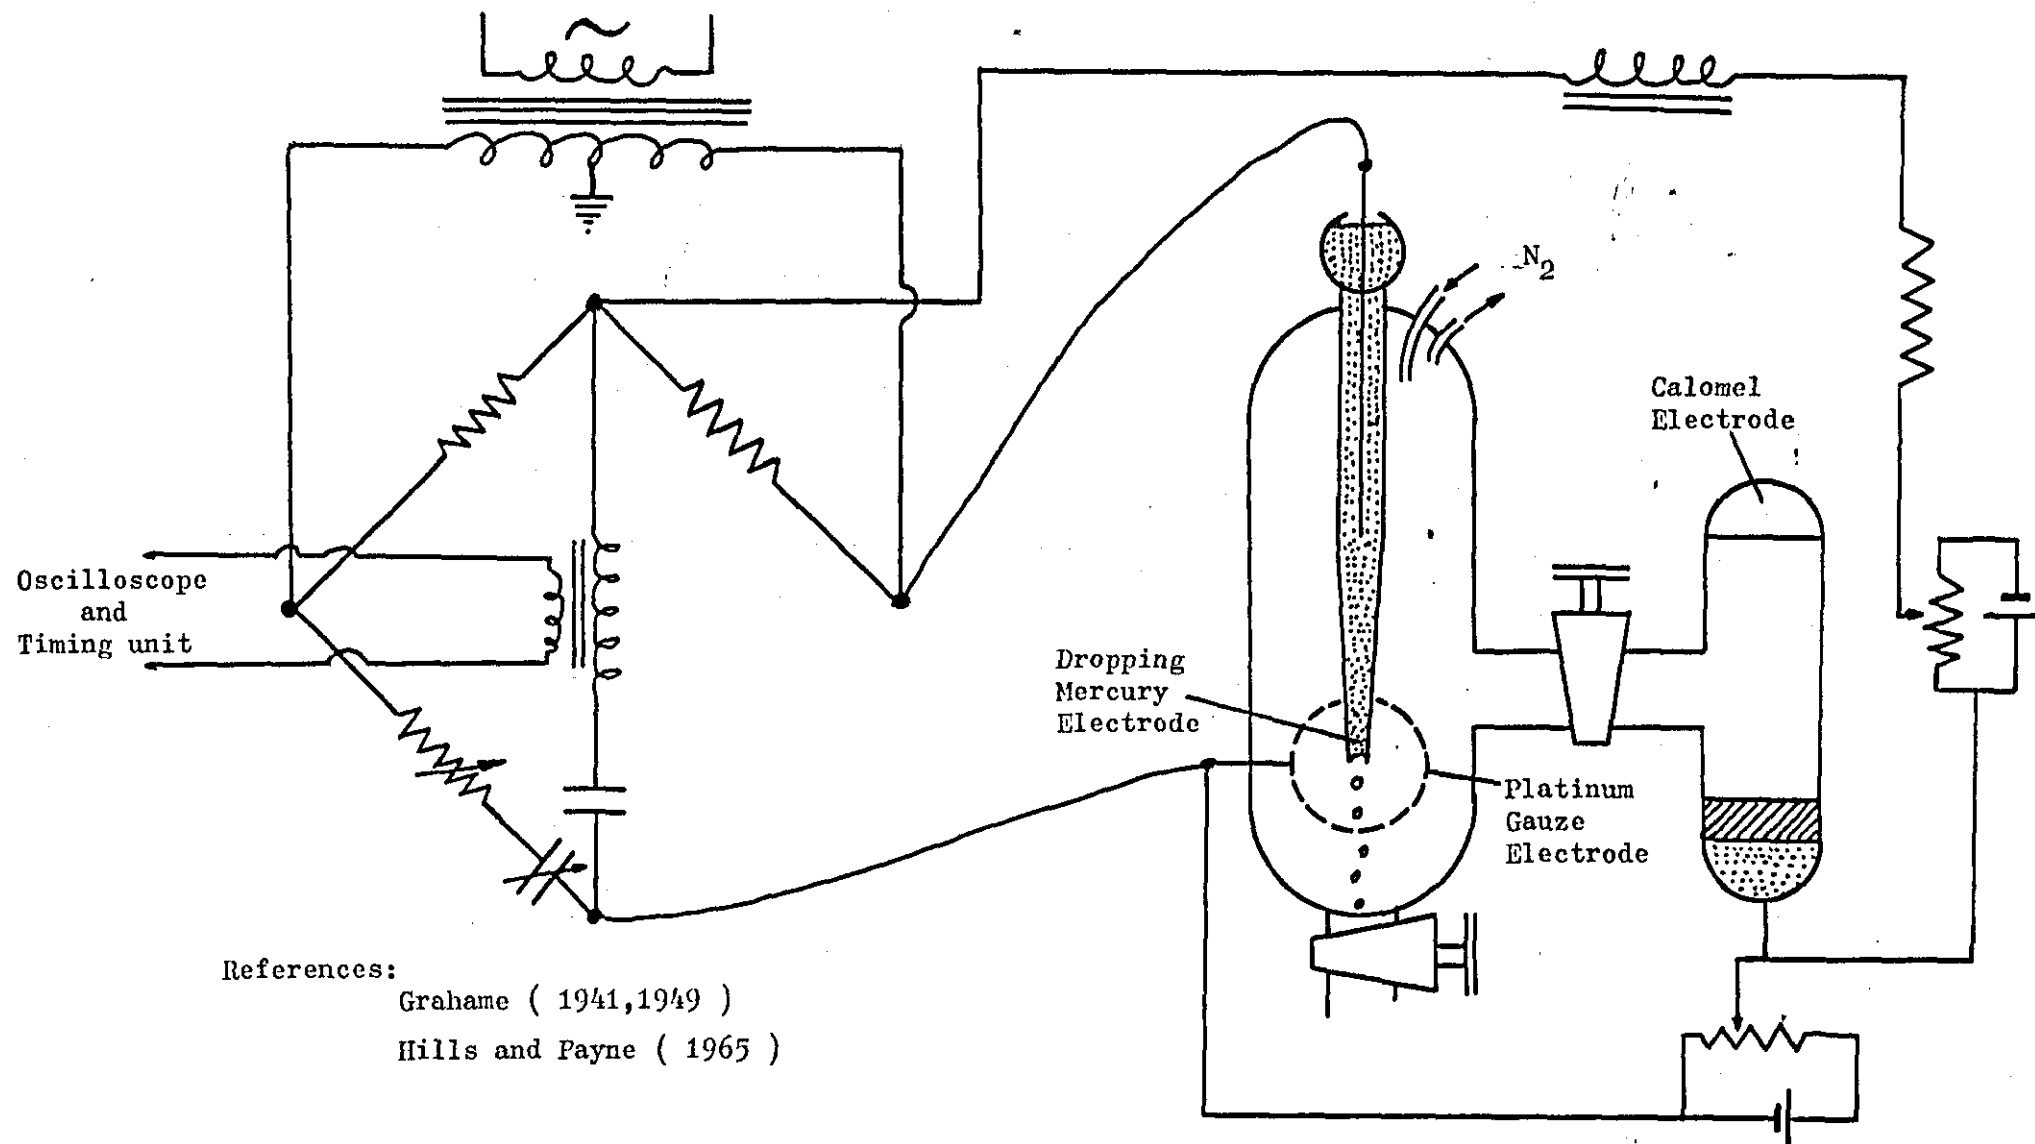 N2
Calomel
Electrode
Oscilloscope
and
Timing unit
Dropping
Mercury
Electrode
Platinum
Gauze
Electrode
References:
Grahame ( 1941,1949 )
Hills and Payne ( 1965 )